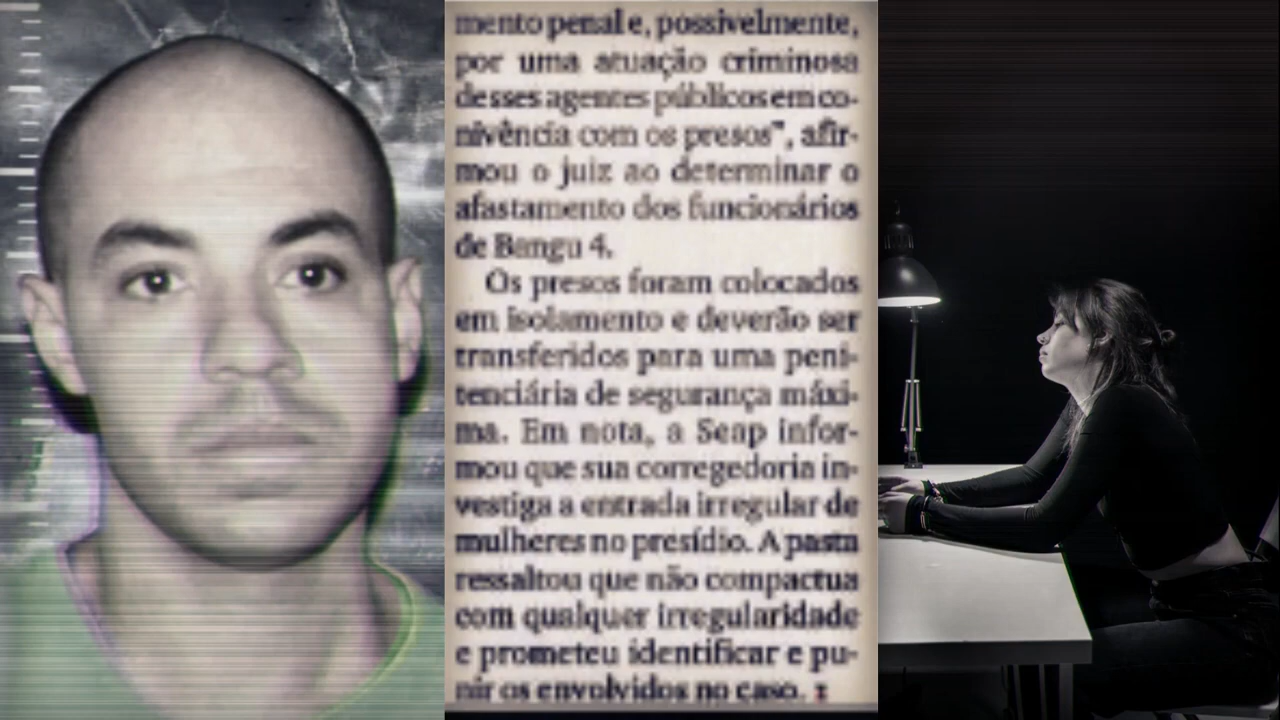 mento penal e, possivelmente,
por uma atuação criminosa
desses agentes públicos em co-
nivência com os presos", afir-
mou o juiz ao determinar o
afastamento dos funcionários
de Bangu 4.
Os presos foram colocados
em isolamento e deverão ser
transferidos para uma peni-
tenciária de segurança máxi-
ma. Em nota, a Seap infor-
mou que sua corregedoria in-
vestiga a entrada irregular de
mulheres no presídio. A pasta
ressaltou que não compactua
com qualquer irregularidade
e prometeu identificar e pu-
nir os envolvidos no caso.